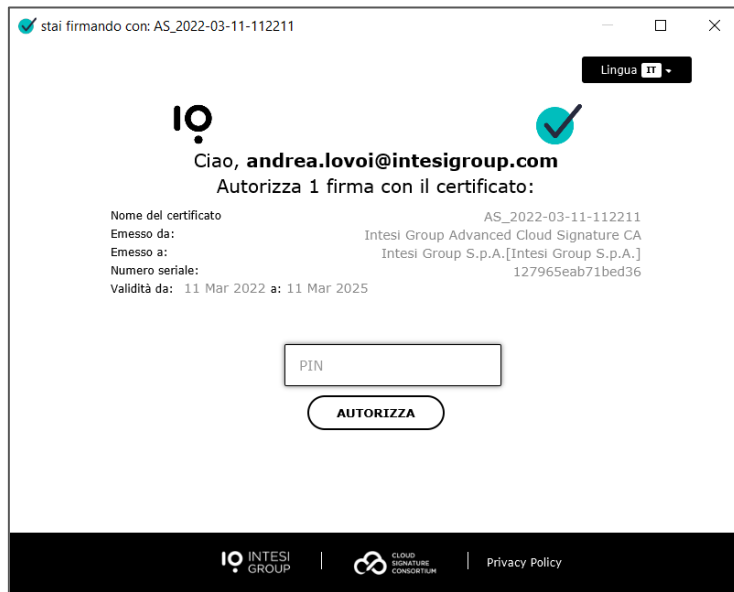 stai firmando con: AS_2022-03-11-112211
Lingua IT
Ciao, andrea.lovoi@intesigroup.com
Autorizza 1 firma con il certificato:
Nome del certificato AS_2022-03-11-112211
Emesso da: Intesi Group Advanced Cloud Signature CA
Emesso a: Intesi Group S.p.A.[Intesi Group S.p.A.]
Numero seriale: 127965eab71bed36
Validità da: 11 Mar 2022 a: 11 Mar 2025
PIN
AUTORIZZA
INTESI GROUP | CLOUD SIGNATURE CONSORTIUM | Privacy Policy